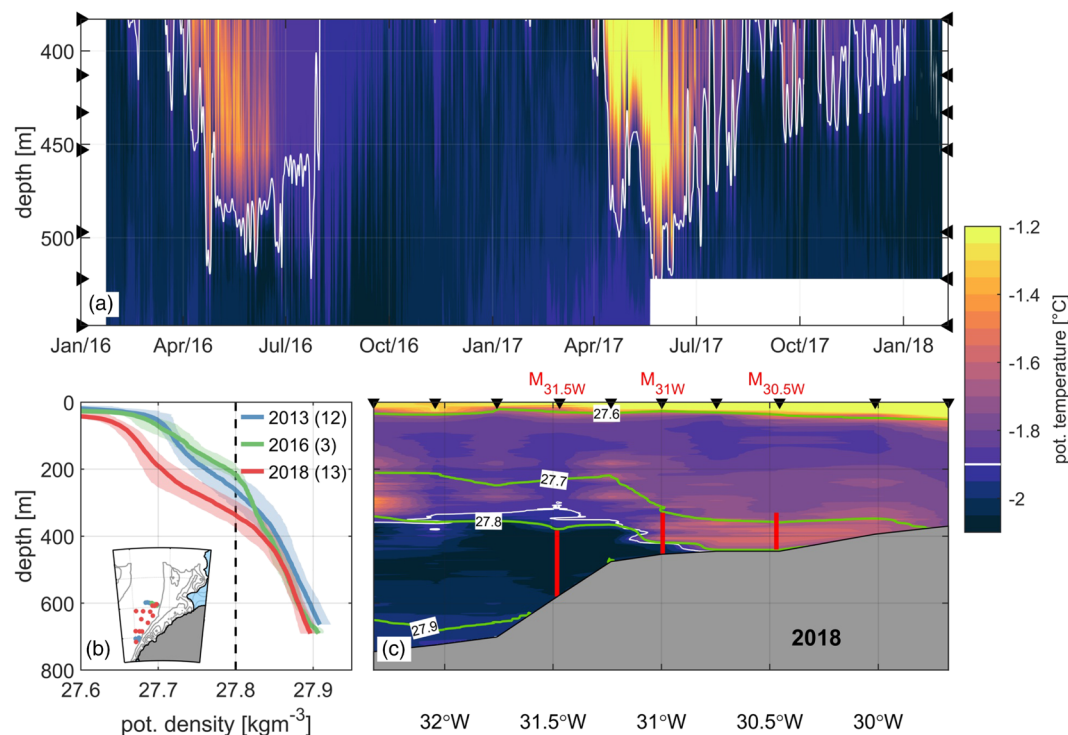 400
450
500
depth [m]
(a)
Jan/16 Apr/16 Jul/16 Oct/16 Jan/17 Apr/17 Jul/17 Oct/17 Jan/18
-1.2
-1.4
-1.6
-1.8
-2
pot. temperature [°C]
0
200
400
600
800
depth [m]
2013 (12)
2016 (3)
2018 (13)
(b)
27.6 27.7 27.8 27.9
pot. density [kgm-3]
M31.5W M31W M30.5W
27.6
27.7
27.8
27.9
(c)
2018
32°W 31.5°W 31°W 30.5°W 30°W